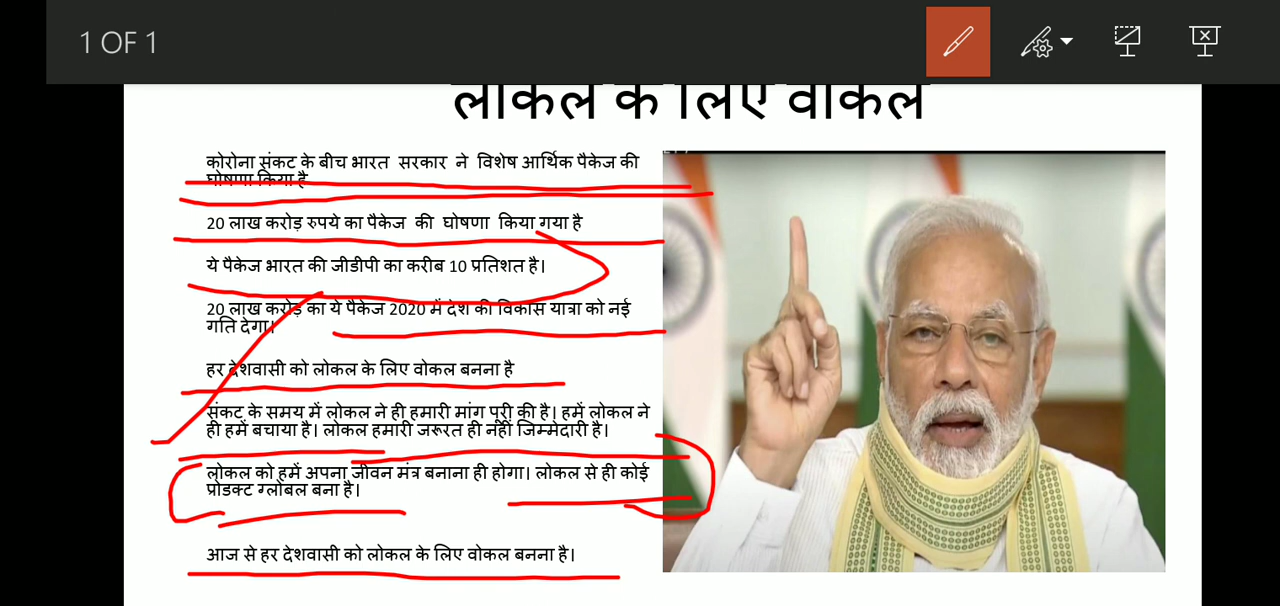 1 OF 1
लोकल के लिए वोकल
कोरोना संकट के बीच भारत सरकार ने विशेष आर्थिक पैकेज की
घोषणा किया है
20 लाख करोड़ रुपये का पैकेज की घोषणा किया गया है
ये पैकेज भारत की जीडीपी का करीब 10 प्रतिशत है।
20 लाख करोड़ का ये पैकेज 2020 में देश की विकास यात्रा को नई
गति देगा।
हर देशवासी को लोकल के लिए वोकल बनना है
संकट के समय में लोकल ने ही हमारी मांग पूरी की है। हमें लोकल ने
ही हमें बचाया है। लोकल हमारी जरूरत ही नहीं जिम्मेदारी है।
लोकल को हमें अपना जीवन मंत्र बनाना ही होगा। लोकल से ही कोई
प्रोडक्ट ग्लोबल बना है।
आज से हर देशवासी को लोकल के लिए वोकल बनना है।